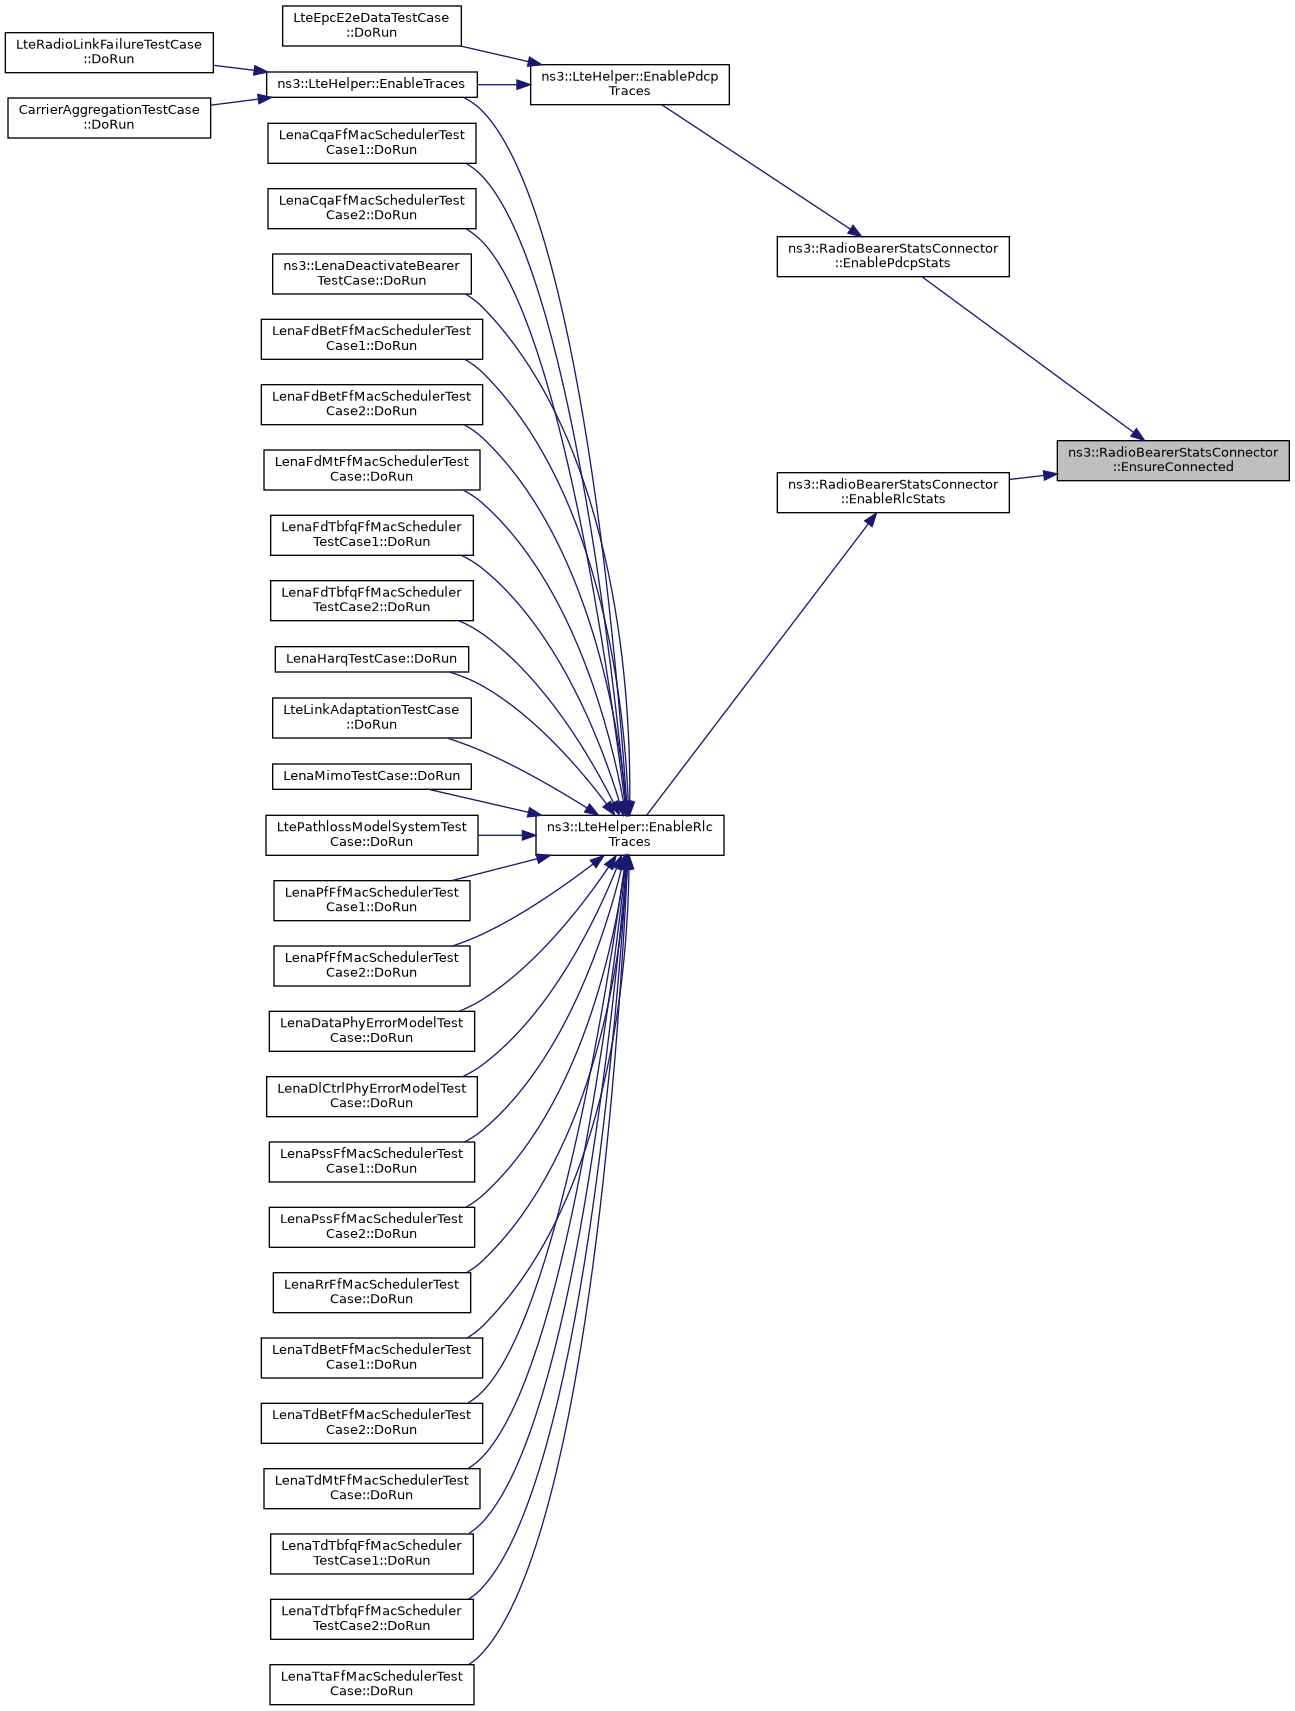 LteEpcE2eDataTestCase
::DoRun
LteRadioLinkFailureTestCase
::DoRun
ns3::LteHelper::EnableTraces
ns3::LteHelper::EnablePdcp
Traces
CarrierAggregationTestCase
::DoRun
LenaCqaFfMacSchedulerTest
Case1::DoRun
LenaCqaFfMacSchedulerTest
Case2::DoRun
ns3::RadioBearerStatsConnector
::EnablePdcpStats
ns3::LenaDeactivateBearer
TestCase::DoRun
LenaFdBetFfMacSchedulerTest
Case1::DoRun
LenaFdBetFfMacSchedulerTest
Case2::DoRun
ns3::RadioBearerStatsConnector
::EnsureConnected
LenaFdMtFfMacSchedulerTest
Case::DoRun
ns3::RadioBearerStatsConnector
::EnableRlcStats
LenaFdTbfqFfMacScheduler
TestCase1::DoRun
LenaFdTbfqFfMacScheduler
TestCase2::DoRun
LenaHarqTestCase::DoRun
LteLinkAdaptationTestCase
::DoRun
LenaMimoTestCase::DoRun
LtePathlossModelSystemTest
Case::DoRun
ns3::LteHelper::EnableRlc
Traces
LenaPfFfMacSchedulerTest
Case1::DoRun
LenaPfFfMacSchedulerTest
Case2::DoRun
LenaDataPhyErrorModelTest
Case::DoRun
LenaDlCtrlPhyErrorModelTest
Case::DoRun
LenaPssFfMacSchedulerTest
Case1::DoRun
LenaPssFfMacSchedulerTest
Case2::DoRun
LenaRrFfMacSchedulerTest
Case::DoRun
LenaTdBetFfMacSchedulerTest
Case1::DoRun
LenaTdBetFfMacSchedulerTest
Case2::DoRun
LenaTdMtFfMacSchedulerTest
Case::DoRun
LenaTdTbfqFfMacScheduler
TestCase1::DoRun
LenaTdTbfqFfMacScheduler
TestCase2::DoRun
LenaTtaFfMacSchedulerTest
Case::DoRun